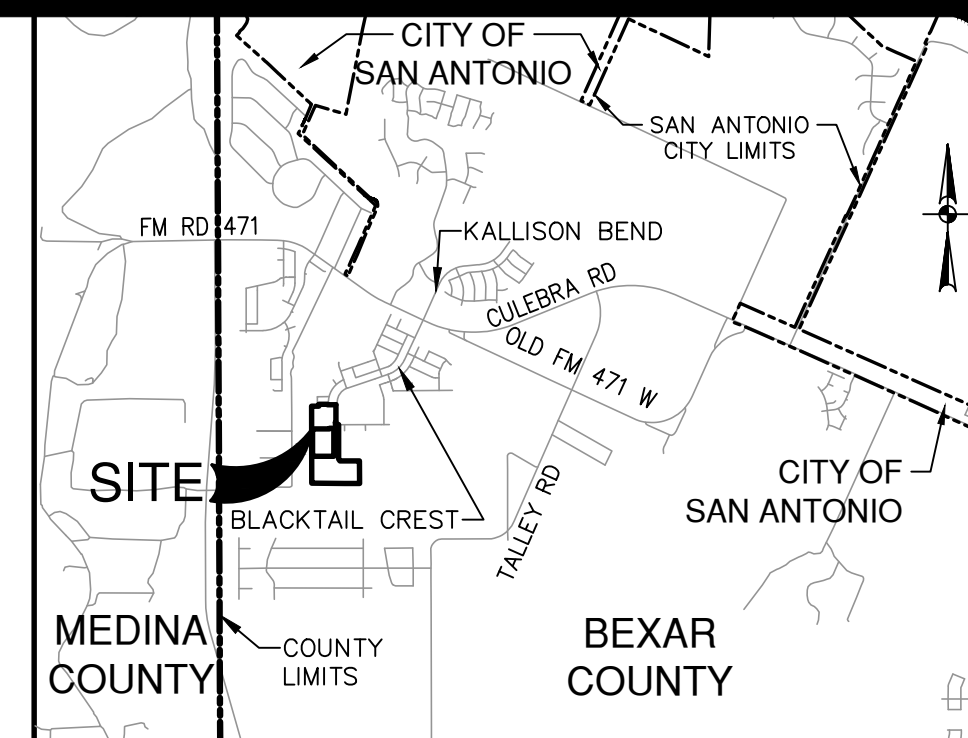 CITY OF
SAN ANTONIO
SAN ANTONIO
CITY LIMITS
FM RD 471
KALLISON BEND
CULEBRA RD
OLD FM 471 W
SITE
CITY OF
SAN ANTONIO
BLACKTAIL CREST
TALLEY RD
MEDINA
COUNTY
COUNTY
LIMITS
BEXAR
COUNTY